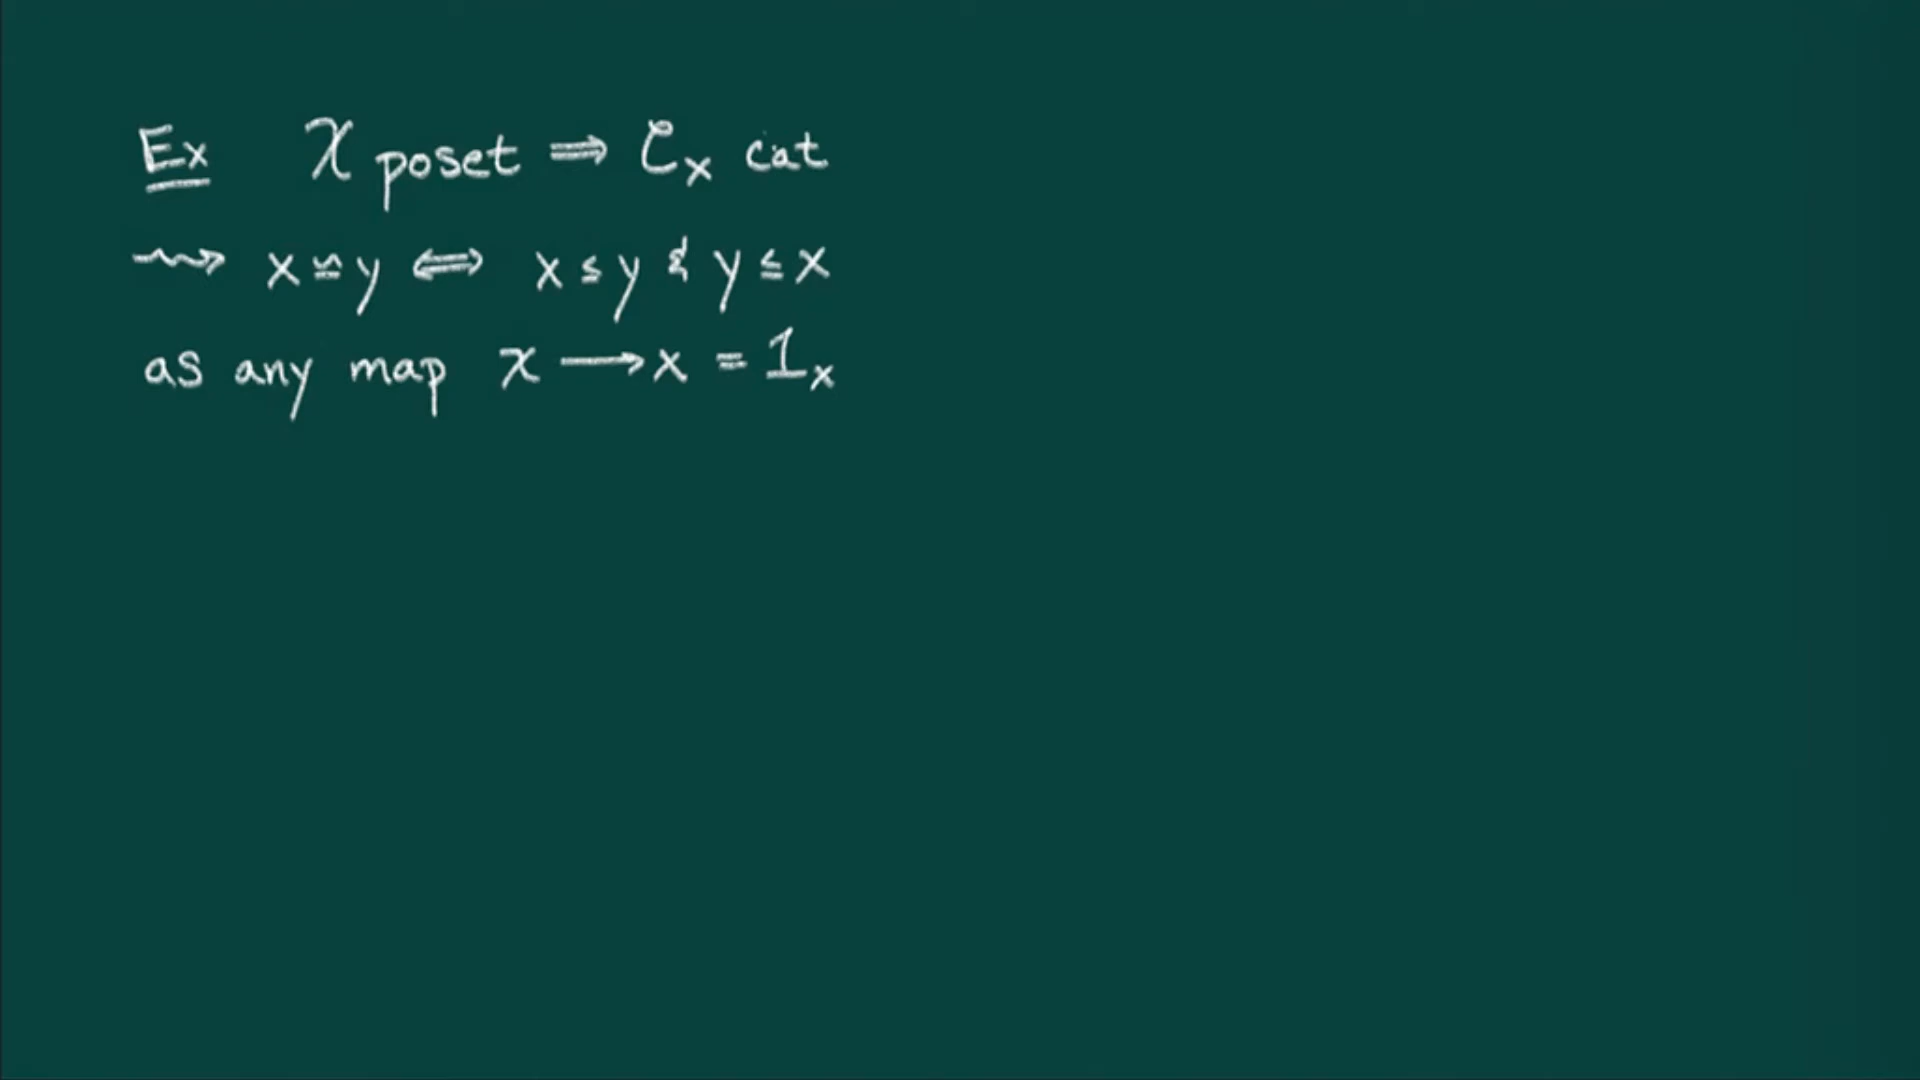 Ex X poset ⇒ C_x cat
⇝ x ≅ y ⇔ x ≤ y & y ≤ x
as any map x ⟶ x = 1_x